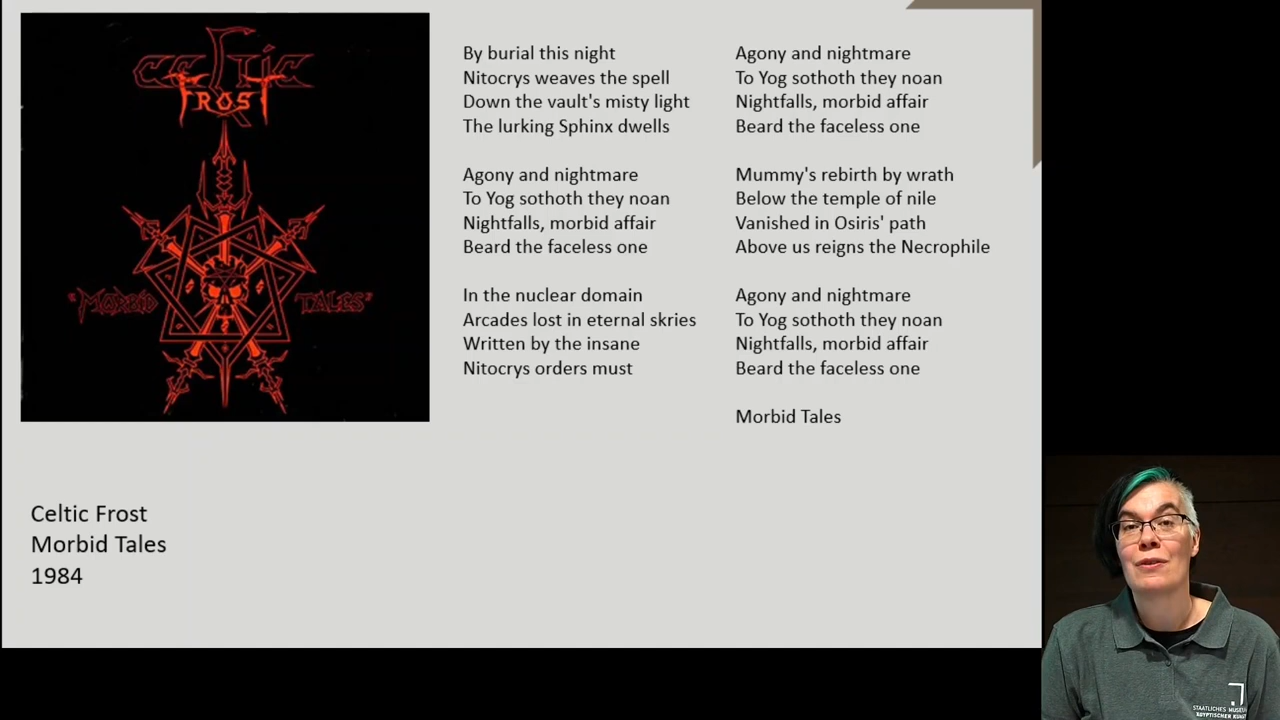 CELTIC
FROST
"MORBID TALES"
By burial this night
Nitocrys weaves the spell
Down the vault's misty light
The lurking Sphinx dwells
Agony and nightmare
To Yog sothoth they noan
Nightfalls, morbid affair
Beard the faceless one
In the nuclear domain
Arcades lost in eternal skries
Written by the insane
Nitocrys orders must
Agony and nightmare
To Yog sothoth they noan
Nightfalls, morbid affair
Beard the faceless one
Mummy's rebirth by wrath
Below the temple of nile
Vanished in Osiris' path
Above us reigns the Necrophile
Agony and nightmare
To Yog sothoth they noan
Nightfalls, morbid affair
Beard the faceless one
Morbid Tales
Celtic Frost
Morbid Tales
1984
STAATLICHES MUSEUM
ÄGYPTISCHER KUNST